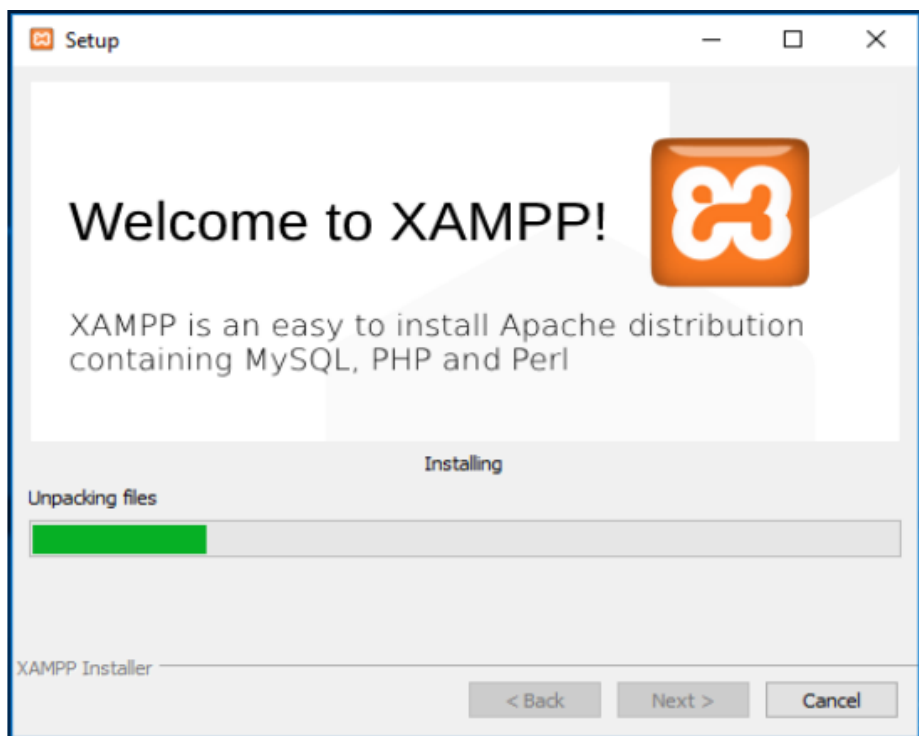 Setup
Welcome to XAMPP!
XAMPP is an easy to install Apache distribution
containing MySQL, PHP and Perl
Installing
Unpacking files
XAMPP Installer
< Back Next > Cancel